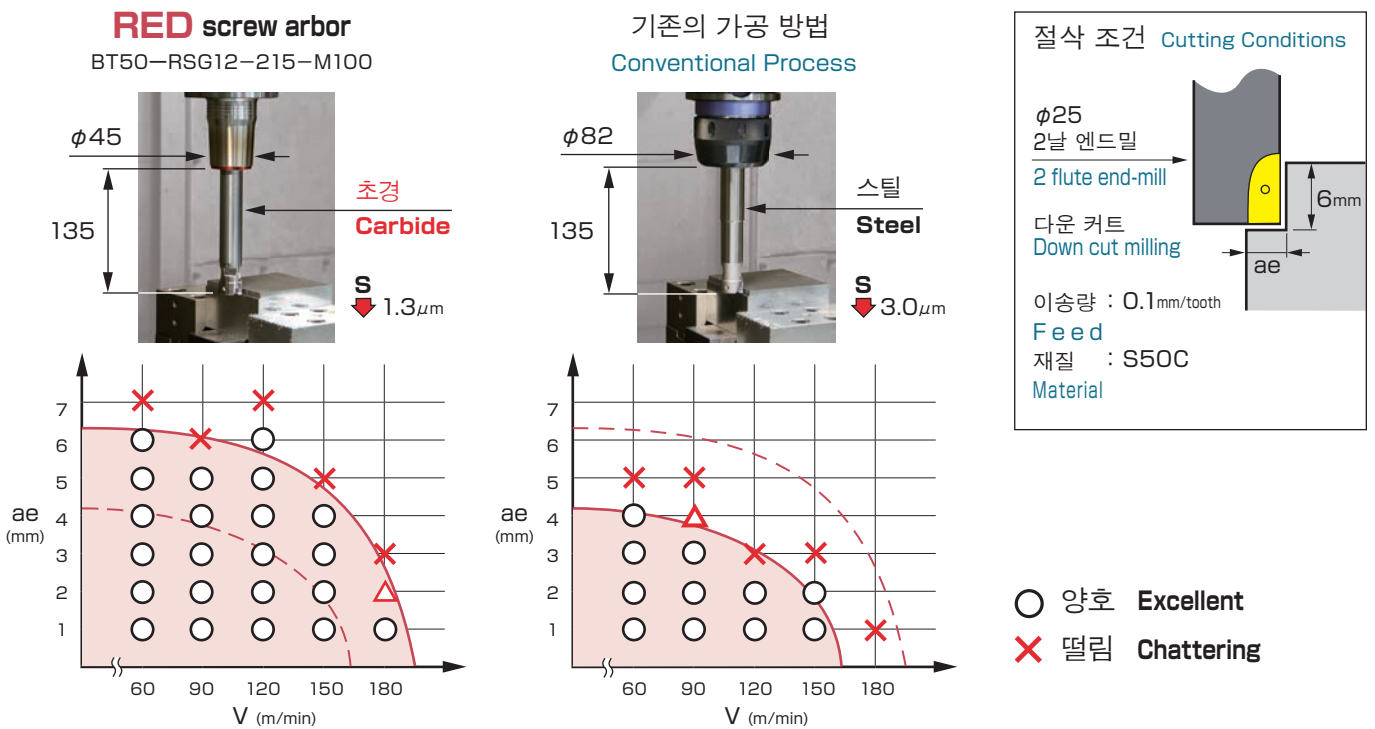 RED screw arbor
BT50—RSG12−215−M100
φ45
135
초경
Carbide
S
1.3μm
기존의 가공 방법
Conventional Process
φ82
135
스틸
Steel
S
3.0μm
절삭 조건 Cutting Conditions
φ25
2날 엔드밀
2 flute end-mill
다운 커트
Down cut milling
6mm
ae
이송량 : 0.1mm/tooth
Feed
재질 : S50C
Material
7
6
5
ae 4
(mm)
3
2
1
60 90 120 150 180
V (m/min)
7
6
5
ae 4
(mm)
3
2
1
60 90 120 150 180
V (m/min)
양호 Excellent
떨림 Chattering